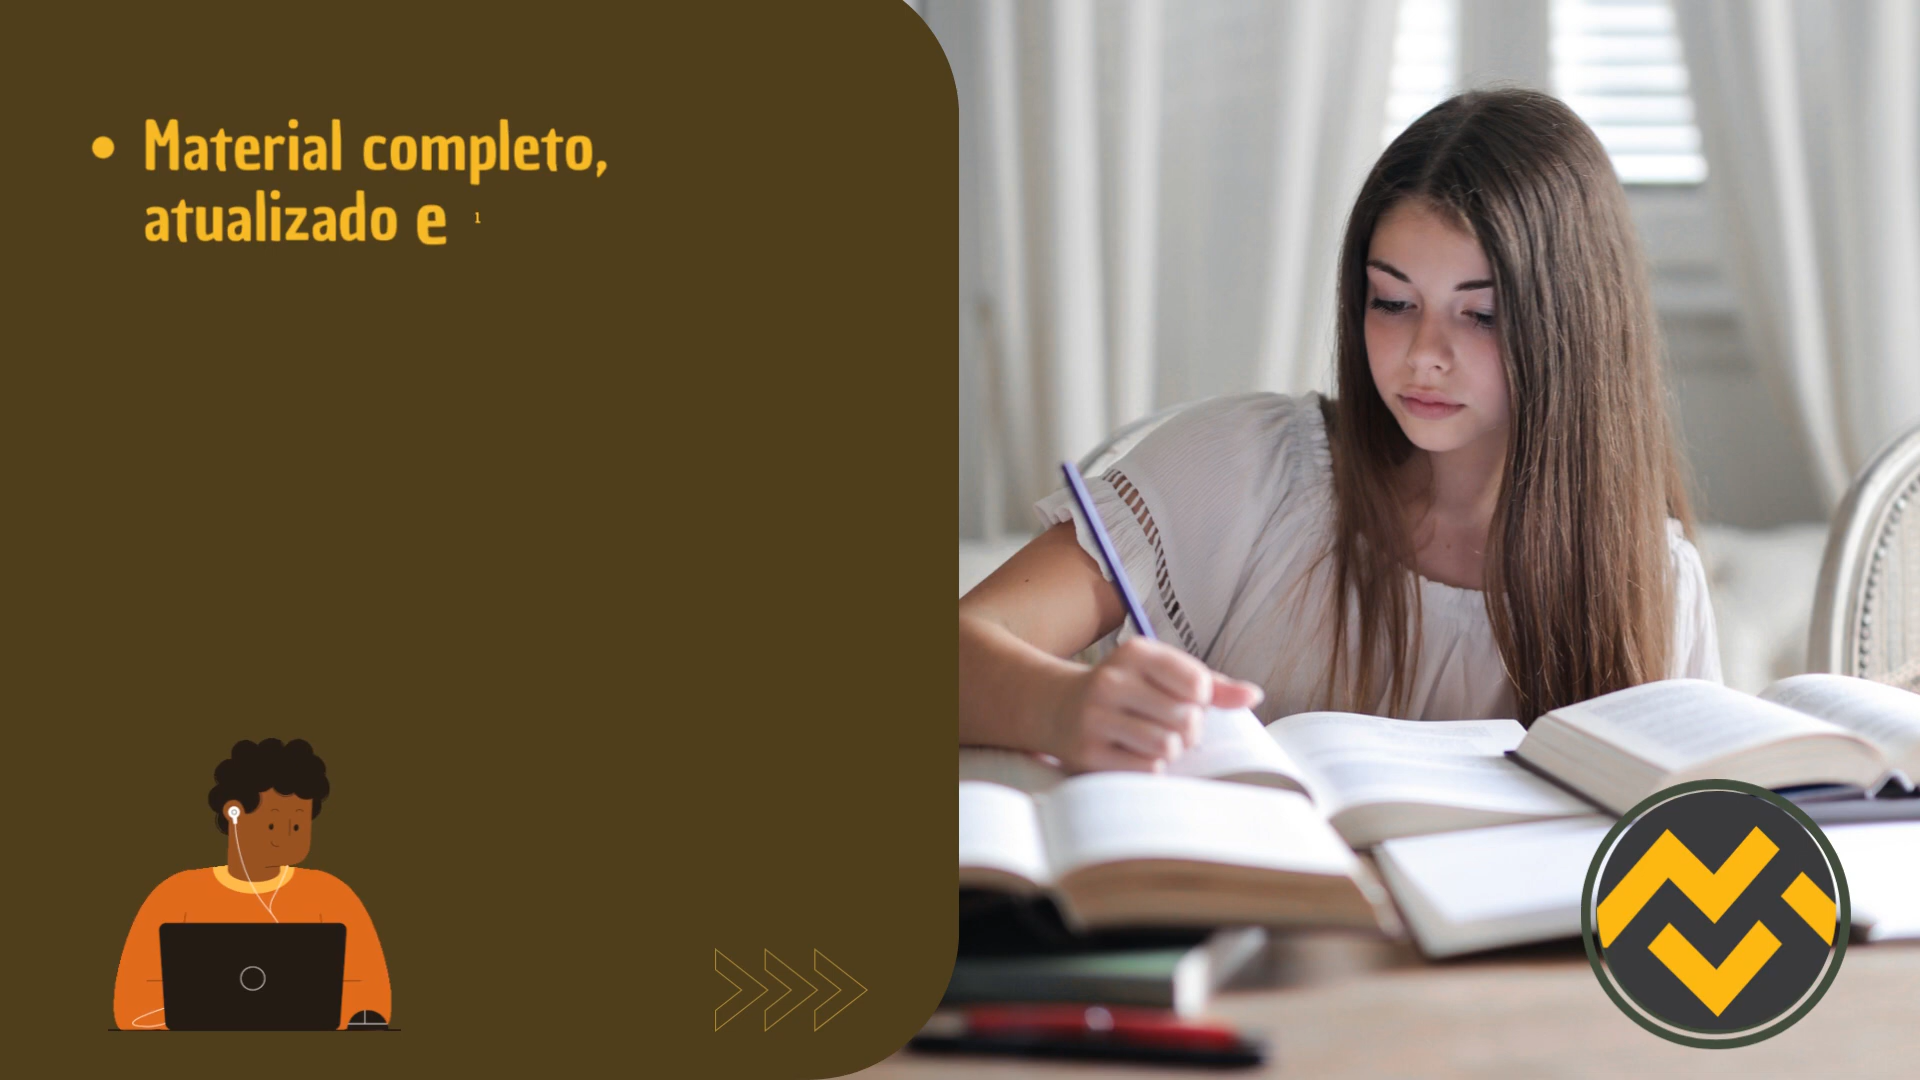 • Material completo,
atualizado e